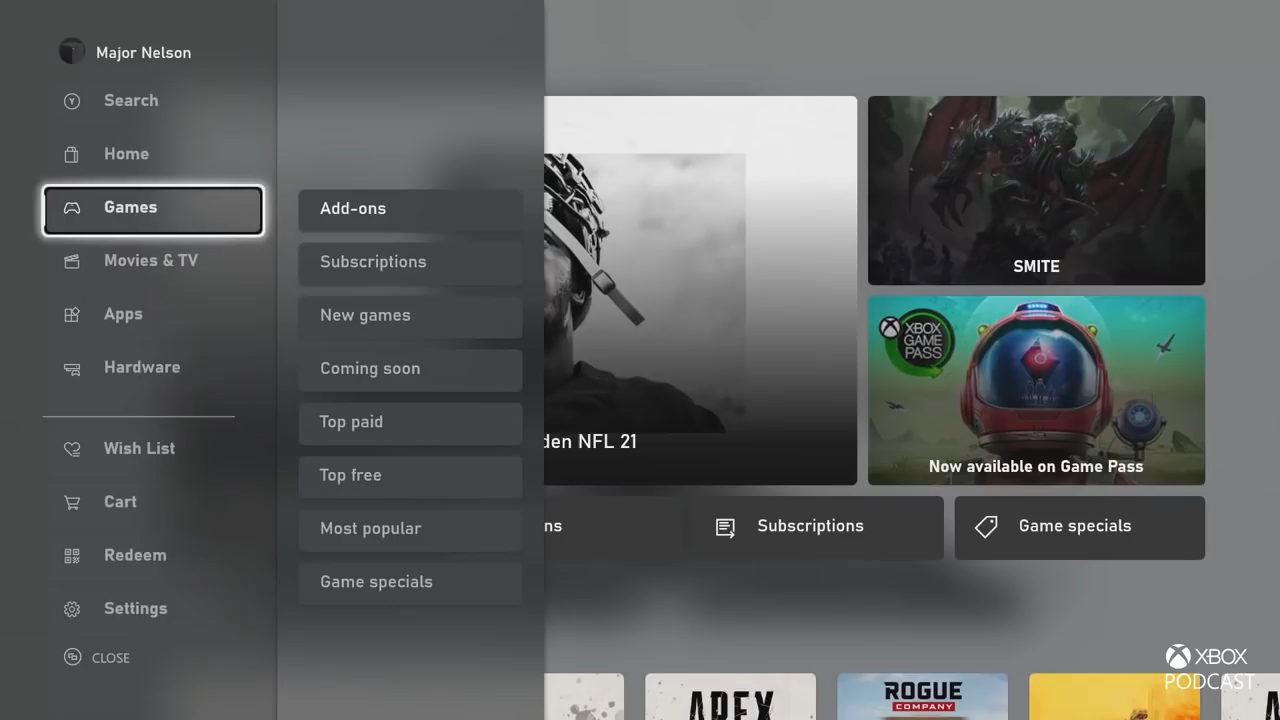 Major Nelson
Search
Home
Games
Movies & TV
Apps
Hardware
Wish List
Cart
Redeem
Settings
CLOSE
Add-ons
Subscriptions
New games
Coming soon
Top paid
Top free
Most popular
Game specials
den NFL 21
SMITE
XBOX
GAME
PASS
Now available on Game Pass
ns
Subscriptions
Game specials
APEX
ROGUE
COMPANY
XBOX
PODCAST